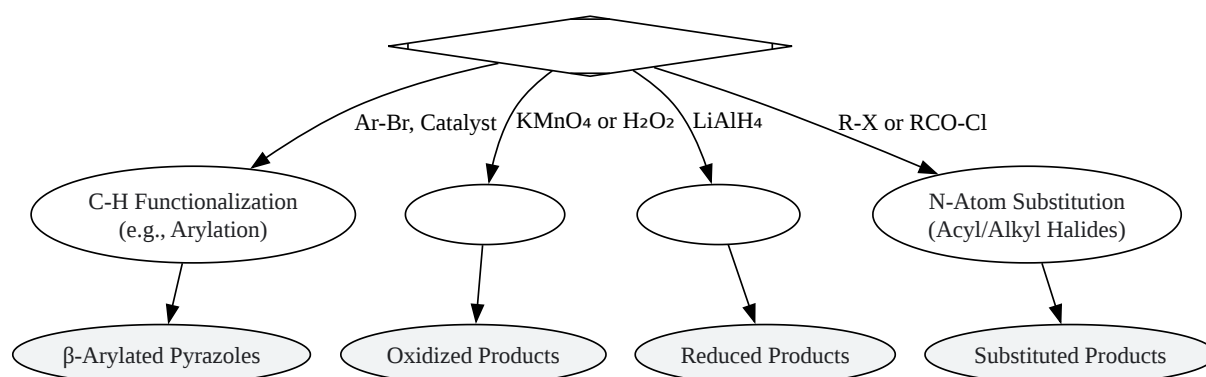 Ar-Br, Catalyst
KMnO₄ or H₂O₂
LiAlH₄
R-X or RCO-Cl
C-H Functionalization
(e.g., Arylation)
N-Atom Substitution
(Acyl/Alkyl Halides)
β-Arylated Pyrazoles
Oxidized Products
Reduced Products
Substituted Products